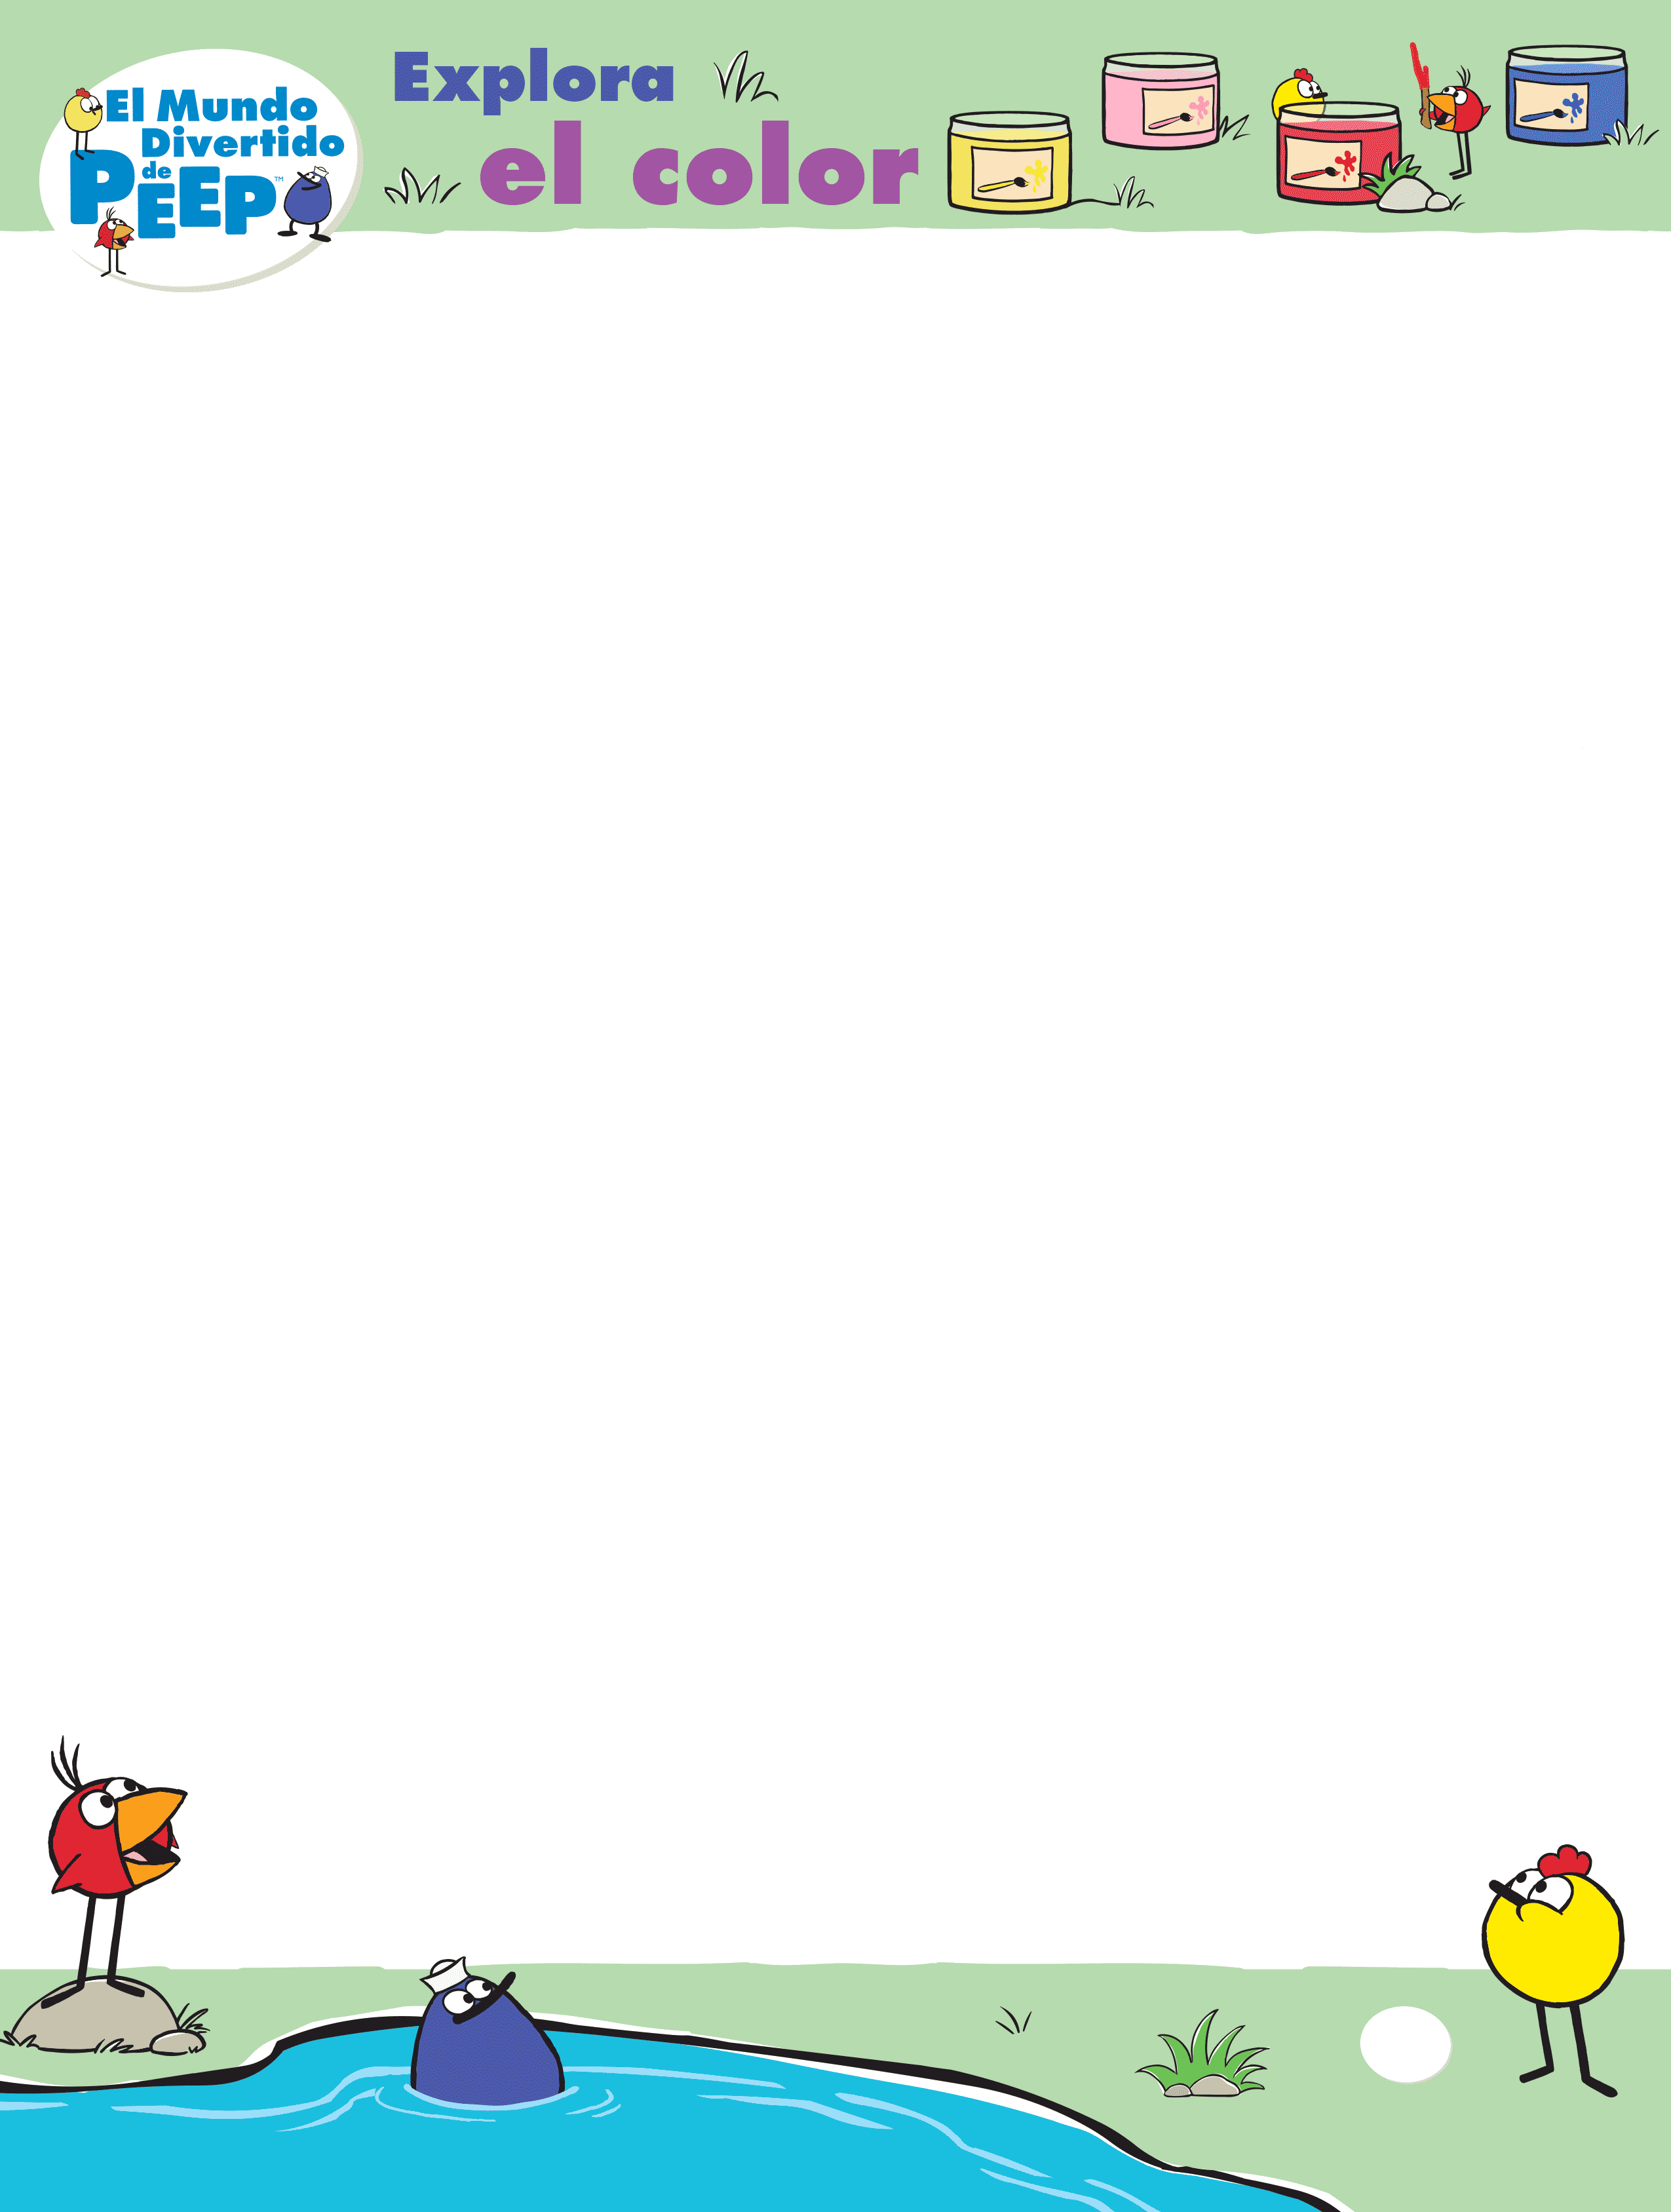 El Mundo
Divertido
de
PEEP™
Explora
el color